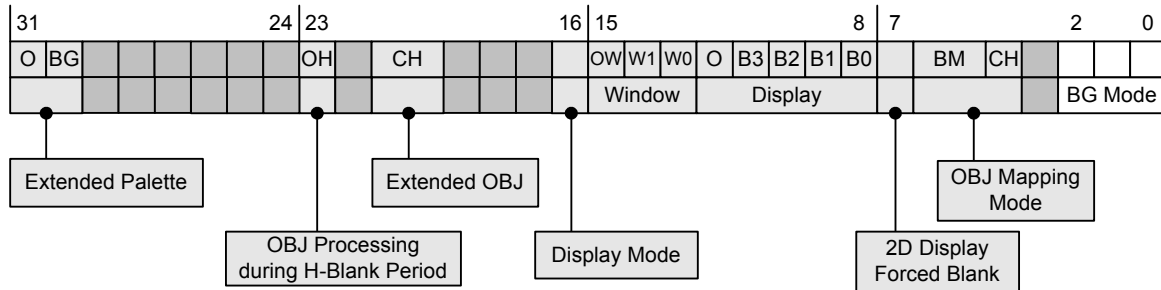 31 24 23 16 15 8 7 2 0
O BG OH CH OW W1 W0 O B3 B2 B1 B0 BM CH
Window Display BG Mode
Extended Palette
Extended OBJ
OBJ Mapping
Mode
OBJ Processing
during H-Blank Period
Display Mode
2D Display
Forced Blank